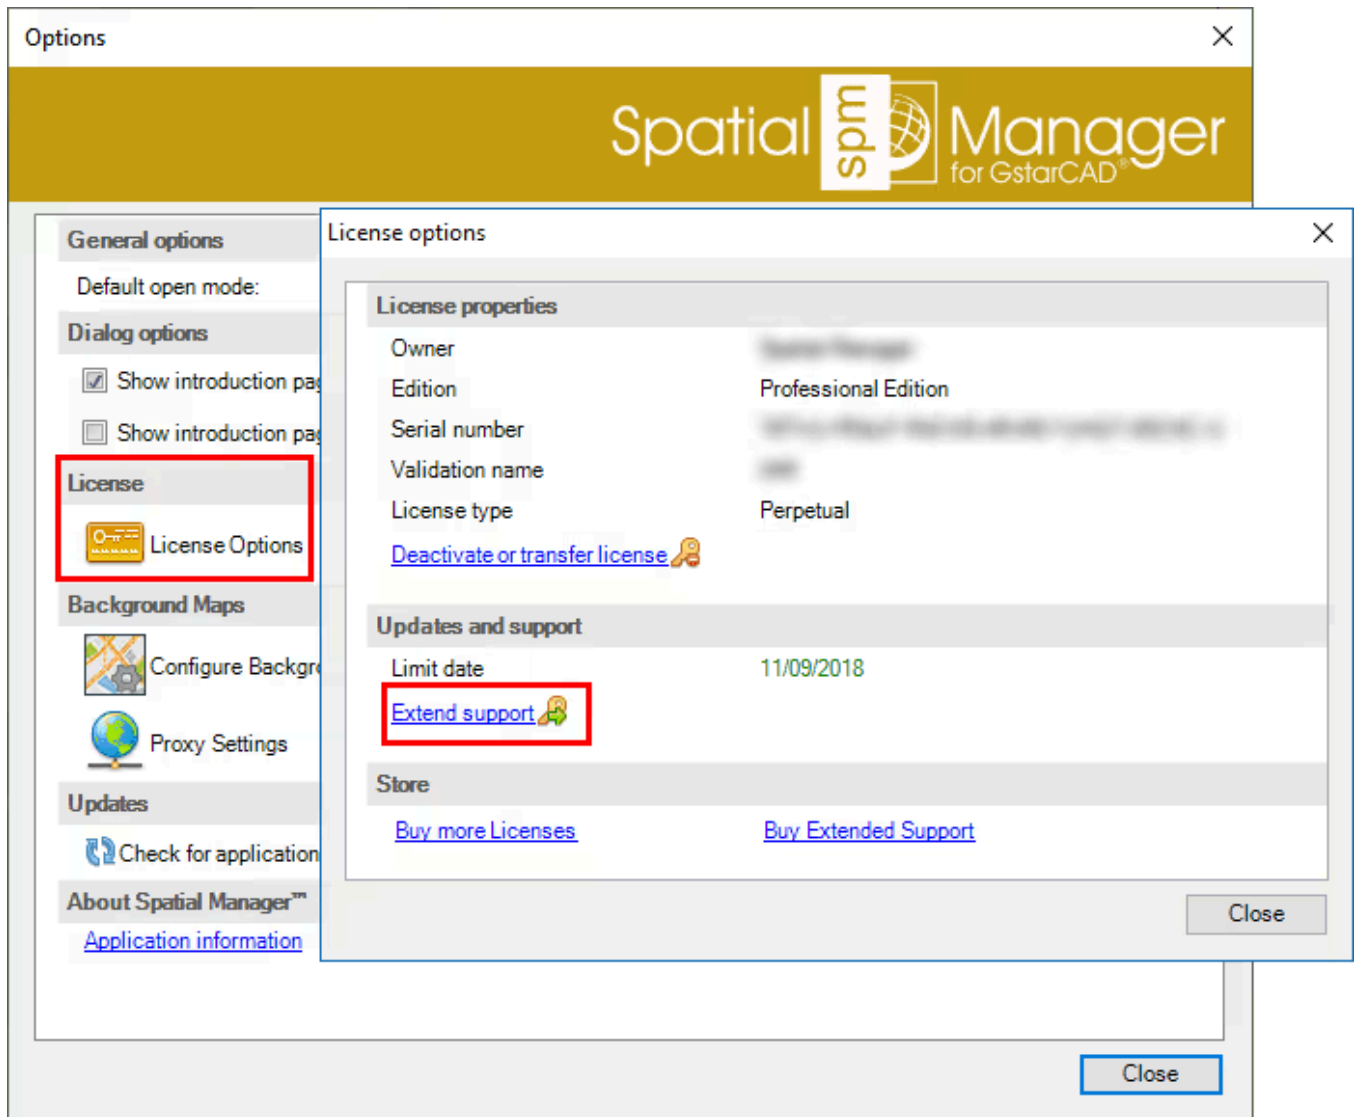 Options
Spatial spm Manager
for GstarCAD®
General options
Default open mode:
Dialog options
Show introduction pag
Show introduction pag
License
License Options
Background Maps
Configure Backgro
Proxy Settings
Updates
Check for application
About Spatial Manager™
Application information
Close
License options
License properties
Owner
Edition Professional Edition
Serial number
Validation name
License type Perpetual
Deactivate or transfer license
Updates and support
Limit date 11/09/2018
Extend support
Store
Buy more Licenses Buy Extended Support
Close